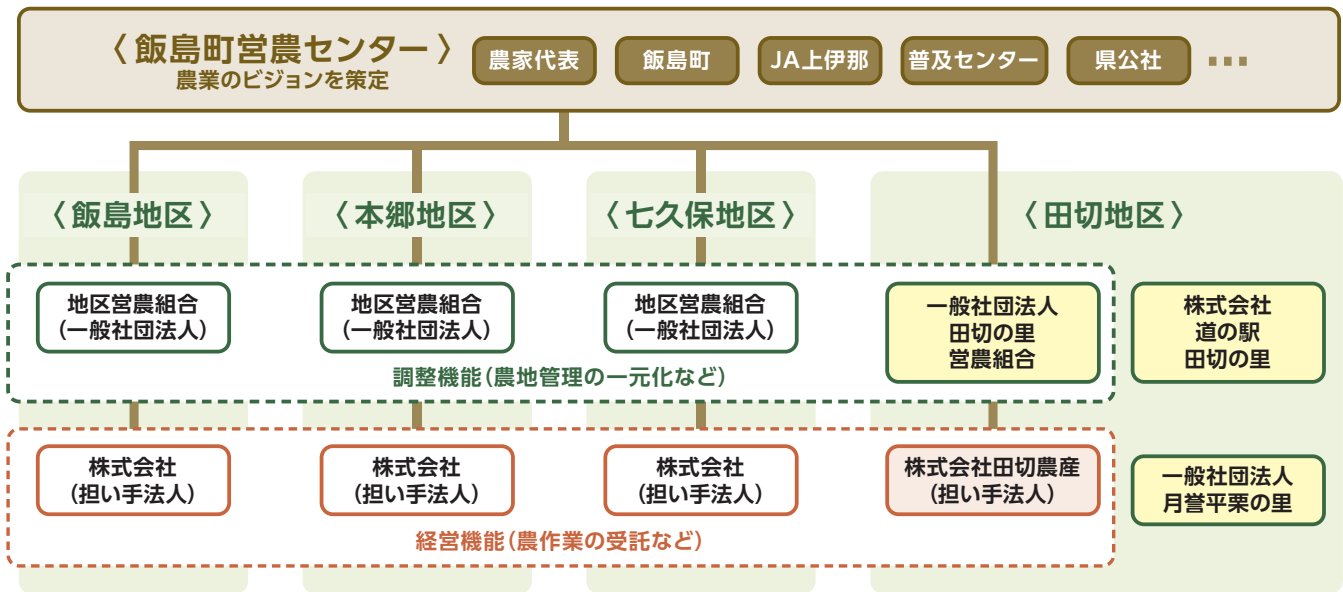 〈飯島町営農センター〉
農業のビジョンを策定
農家代表
飯島町
JA上伊那
普及センター
県公社
…
〈飯島地区〉
〈本郷地区〉
〈七久保地区〉
〈田切地区〉
地区営農組合
(一般社団法人)
地区営農組合
(一般社団法人)
地区営農組合
(一般社団法人)
一般社団法人
田切の里
営農組合
株式会社
道の駅
田切の里
調整機能(農地管理の一元化など)
株式会社
(担い手法人)
株式会社
(担い手法人)
株式会社
(担い手法人)
株式会社田切農産
(担い手法人)
一般社団法人
月誉平栗の里
経営機能(農作業の受託など)